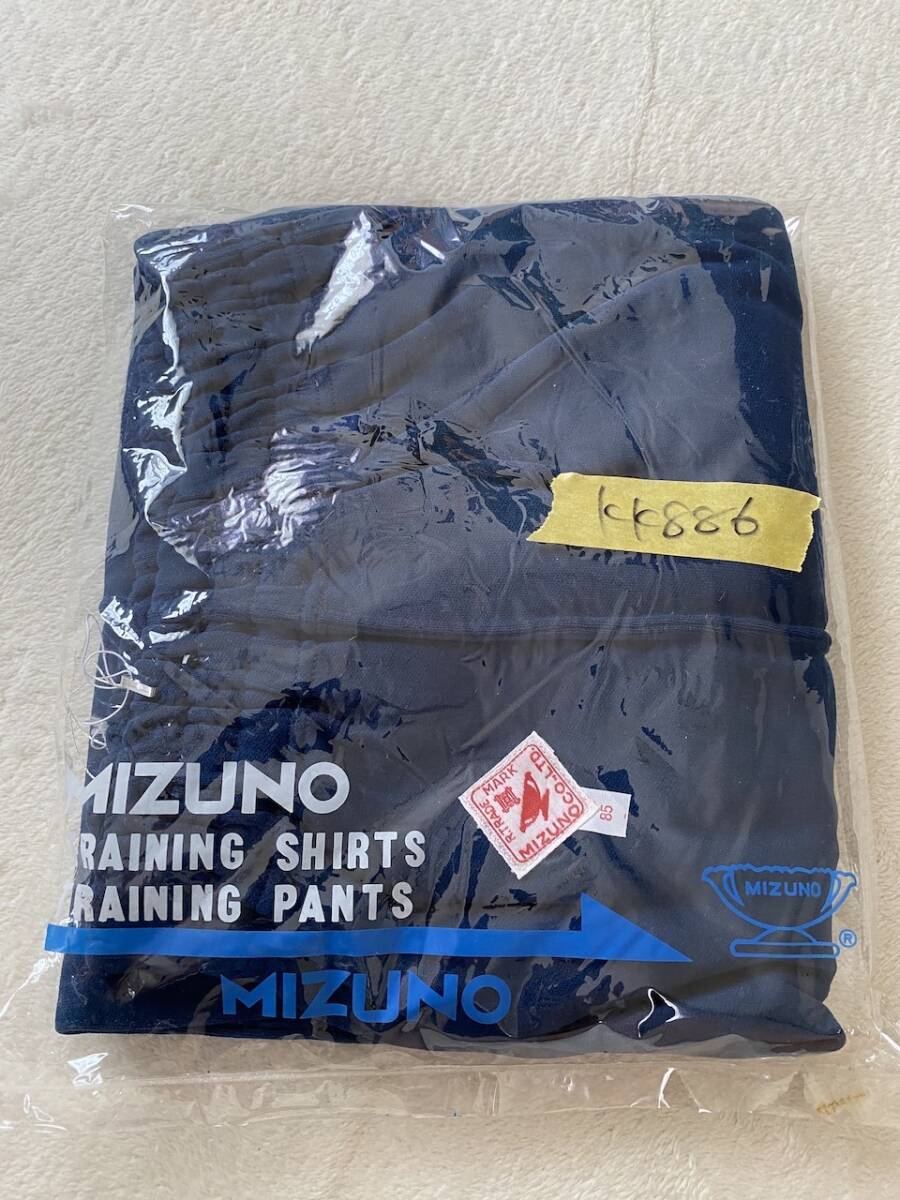 kk886
MIZUNO
RAINING SHIRTS
RAINING PANTS
MIZUNO
R.TRADE MARK
MIZUNO CO.,LTD.
85
MIZUNO
®